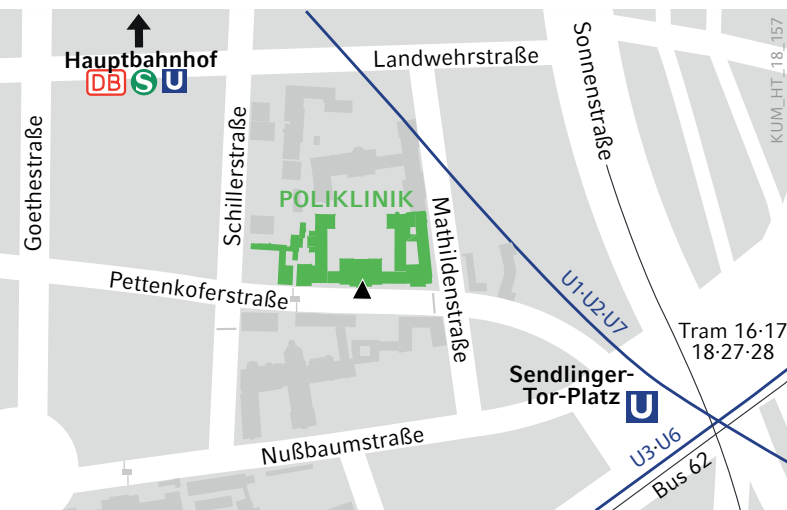 Hauptbahnhof
DB S U
Landwehrstraße
Sonnenstraße
KUM_HT_18_157
Goethestraße
Schillerstraße
POLIKLINIK
Mathildenstraße
Pettenkoferstraße
U1·U2·U7
Tram 16·17
18·27·28
Sendlinger-
Tor-Platz U
Nußbaumstraße
U3·U6
Bus 62